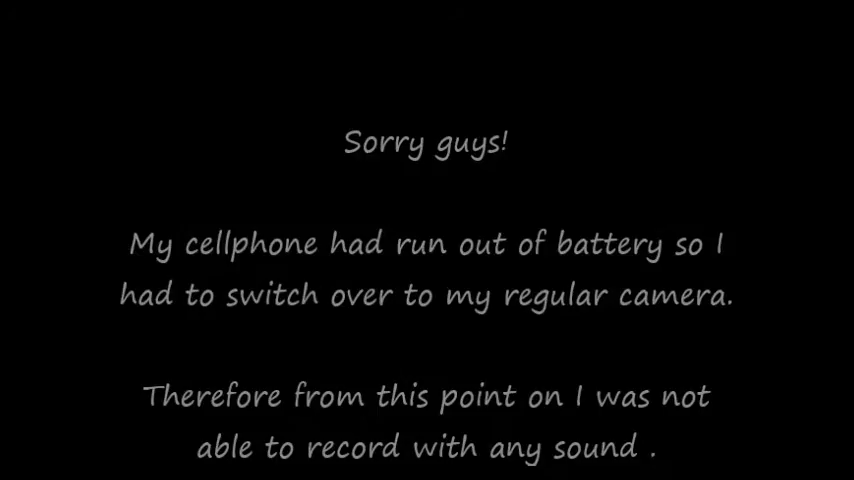 Sorry guys!
My cellphone had run out of battery so I
had to switch over to my regular camera.
Therefore from this point on I was not
able to record with any sound .